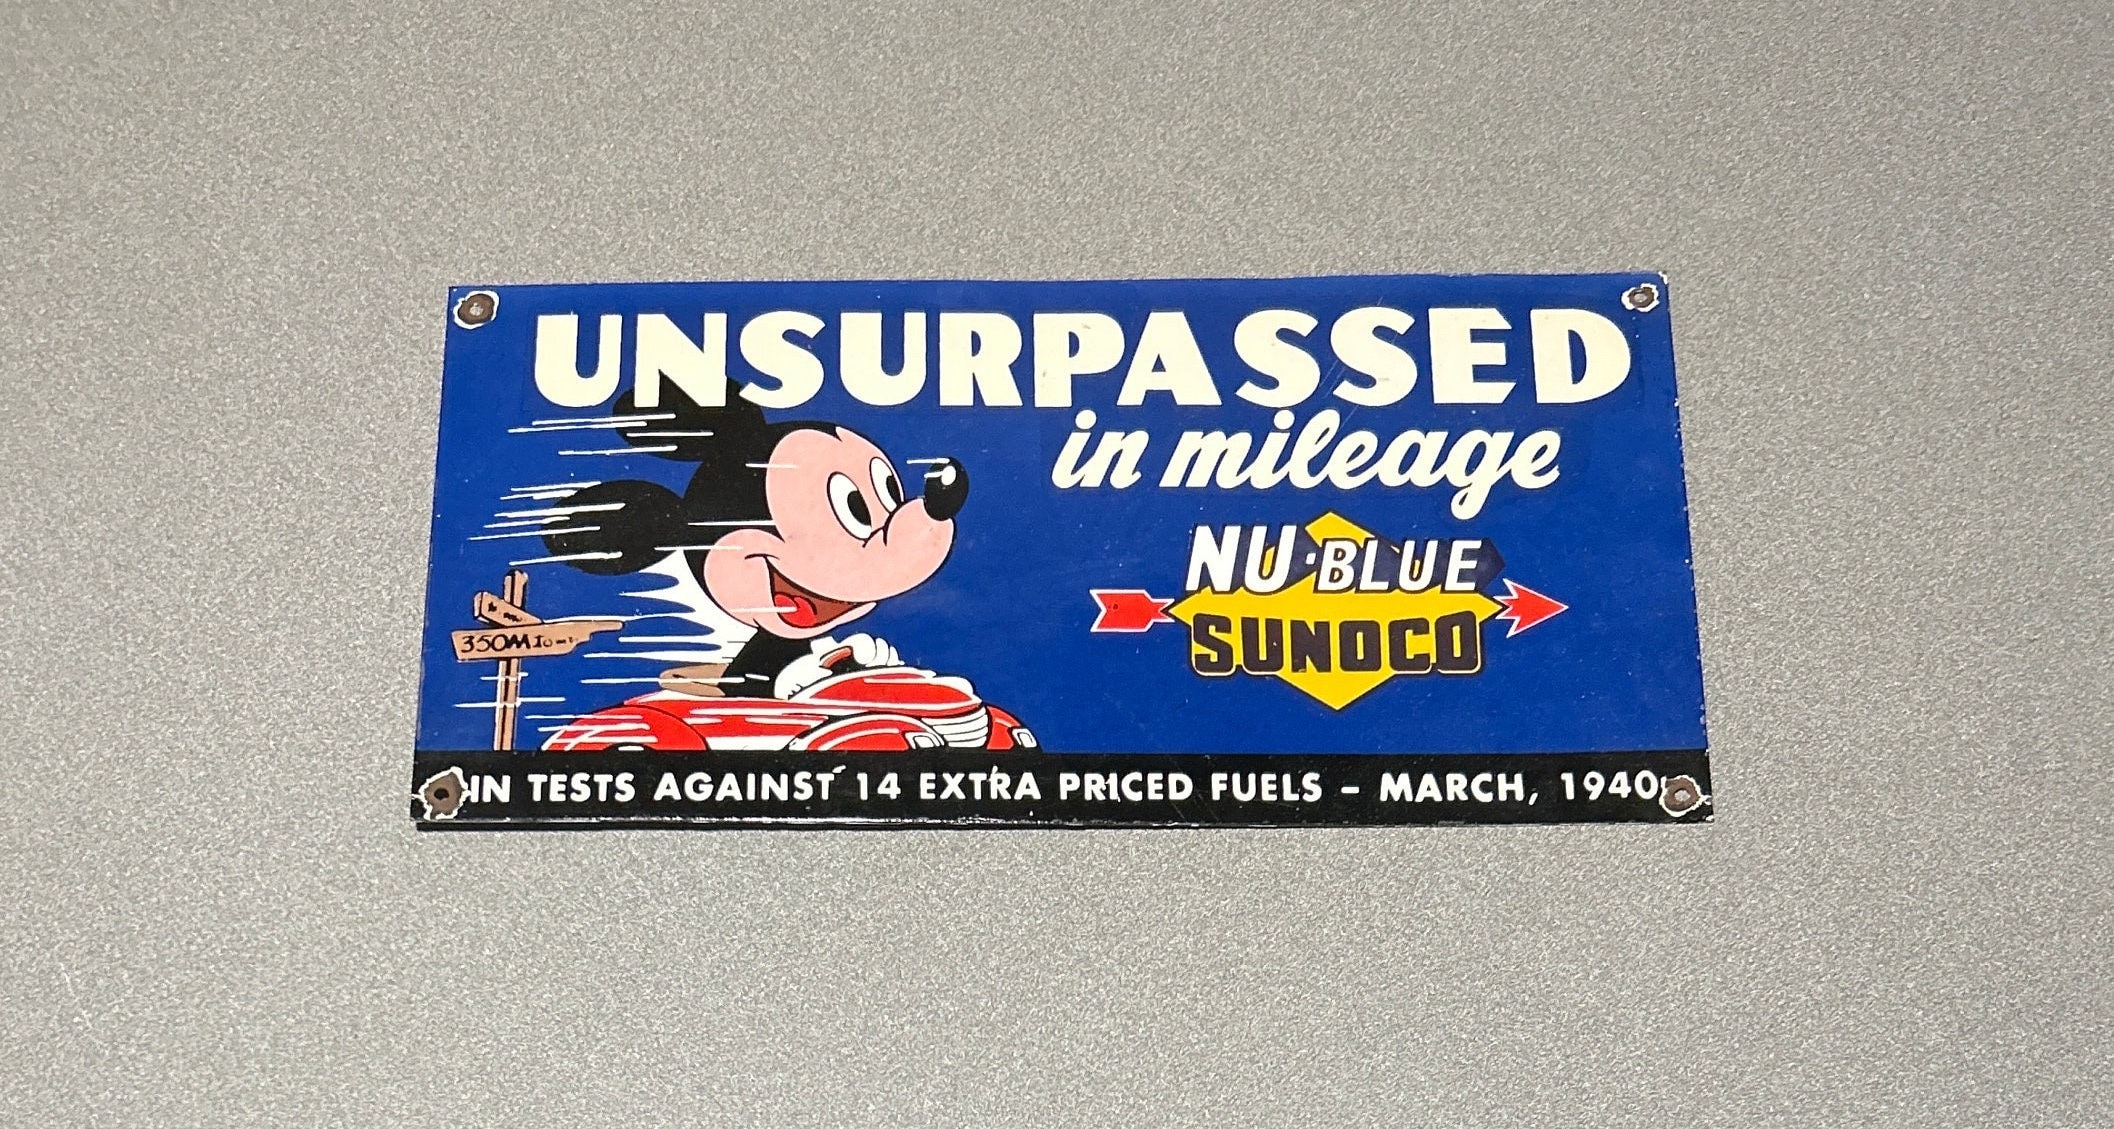 UNSURPASSED
in mileage
NU·BLUE
SUNOCO
350M
IN TESTS AGAINST 14 EXTRA PRICED FUELS – MARCH, 1940